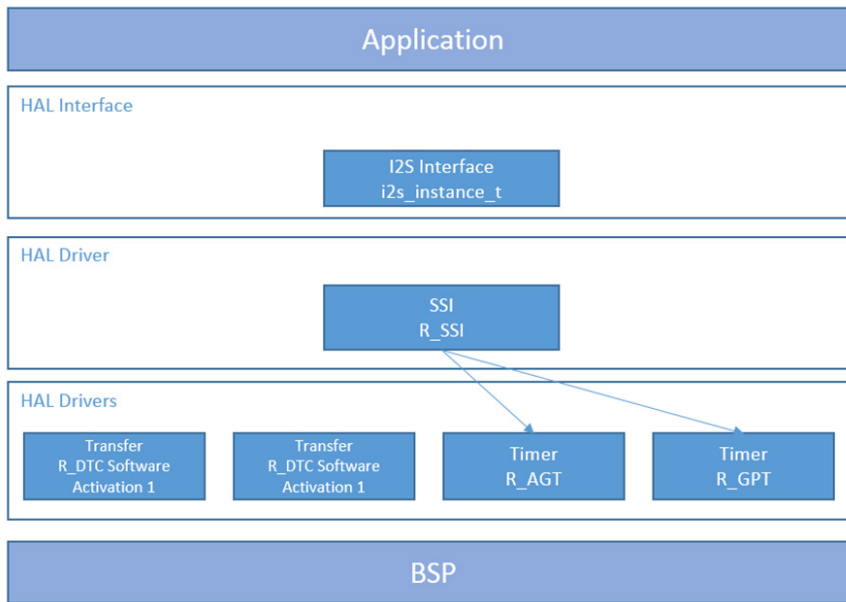 Application
HAL Interface
I2S Interface
i2s_instance_t
HAL Driver
SSI
R_SSI
HAL Drivers
Transfer
R_DTC Software
Activation 1
Transfer
R_DTC Software
Activation 1
Timer
R_AGT
Timer
R_GPT
BSP